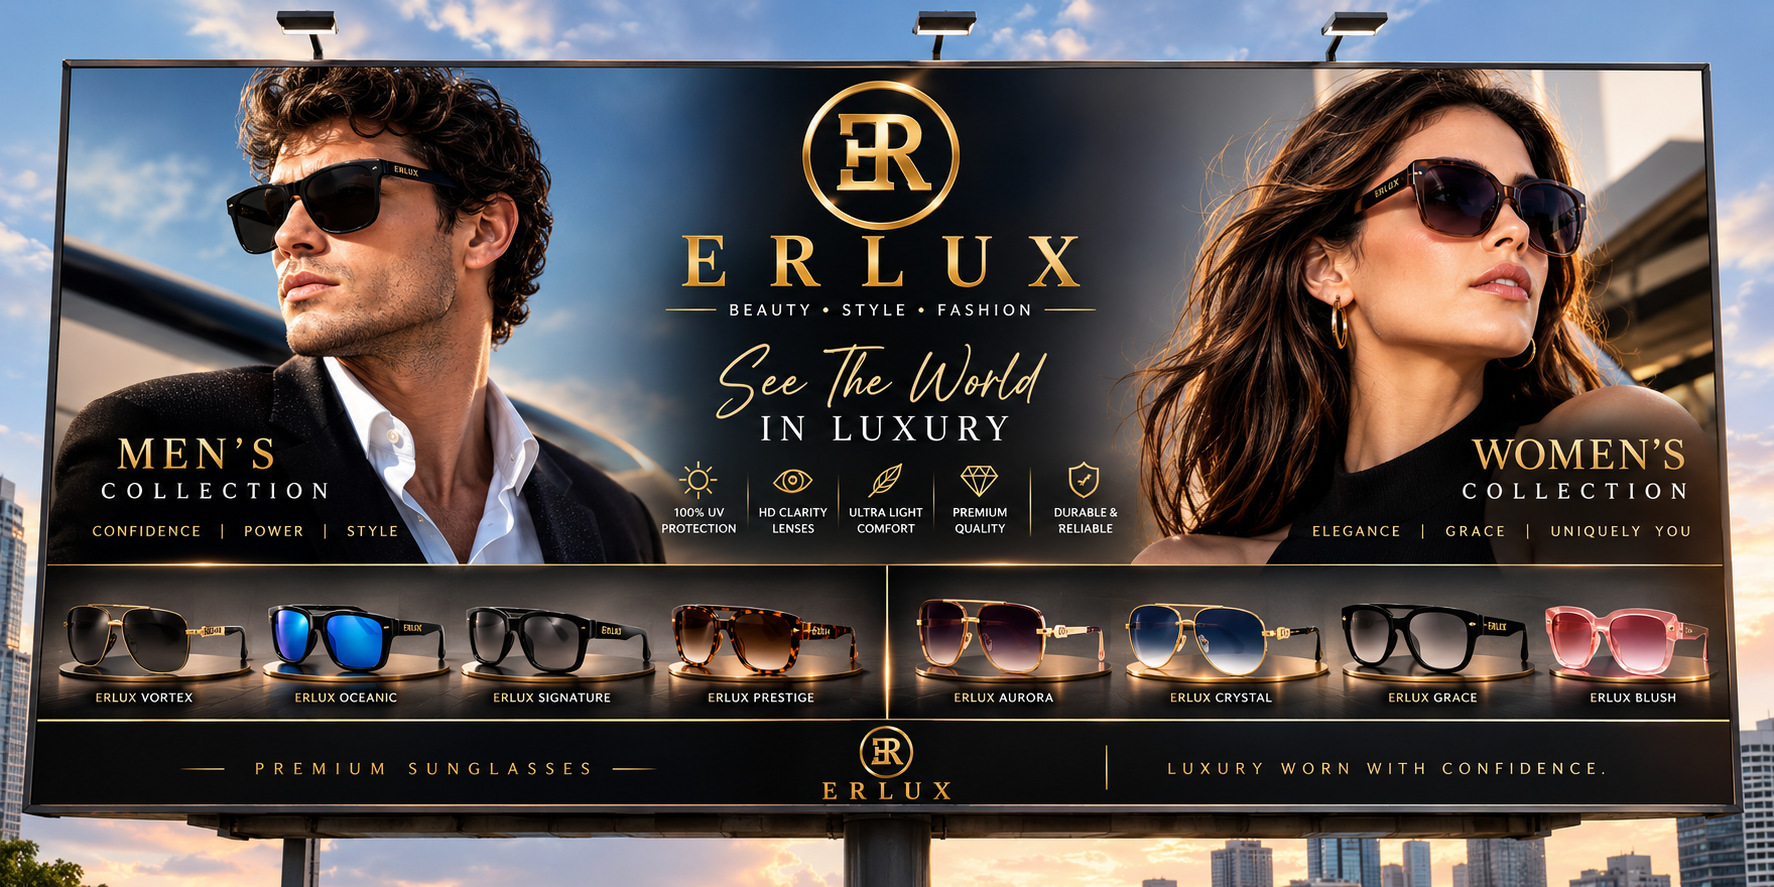 ERLUX
ERLUX
ER
ERLUX
BEAUTY • STYLE • FASHION
See The World
IN LUXURY
MEN'S
COLLECTION
CONFIDENCE | POWER | STYLE
100% UV
PROTECTION
HD CLARITY
LENSES
ULTRA LIGHT
COMFORT
PREMIUM
QUALITY
DURABLE &
RELIABLE
WOMEN'S
COLLECTION
ELEGANCE | GRACE | UNIQUELY YOU
ERLUX
ERLUX
ERLUX
ERLUX VORTEX
ERLUX OCEANIC
ERLUX SIGNATURE
ERLUX PRESTIGE
ERLUX AURORA
ERLUX CRYSTAL
ERLUX GRACE
ERLUX BLUSH
PREMIUM SUNGLASSES
ER
ERLUX
LUXURY WORN WITH CONFIDENCE.